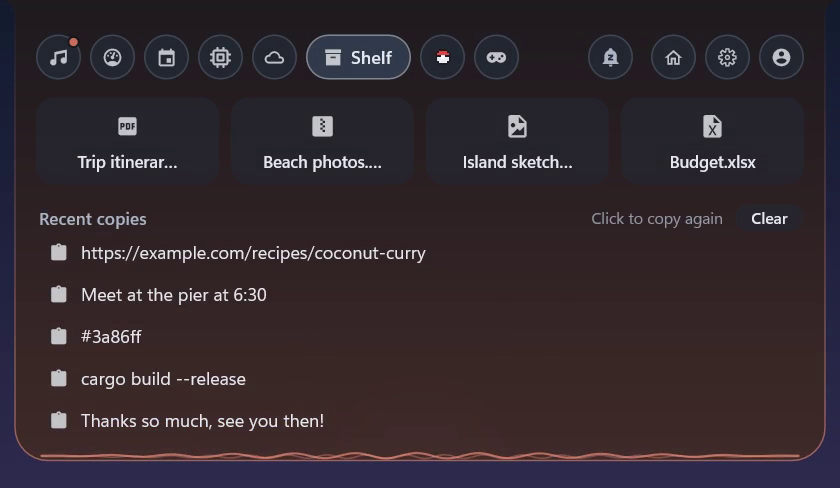 Shelf
PDF
Trip itinerar...
Beach photos....
Island sketch...
X
Budget.xlsx
Recent copies
Click to copy again
Clear
https://example.com/recipes/coconut-curry
Meet at the pier at 6:30
#3a86ff
cargo build --release
Thanks so much, see you then!